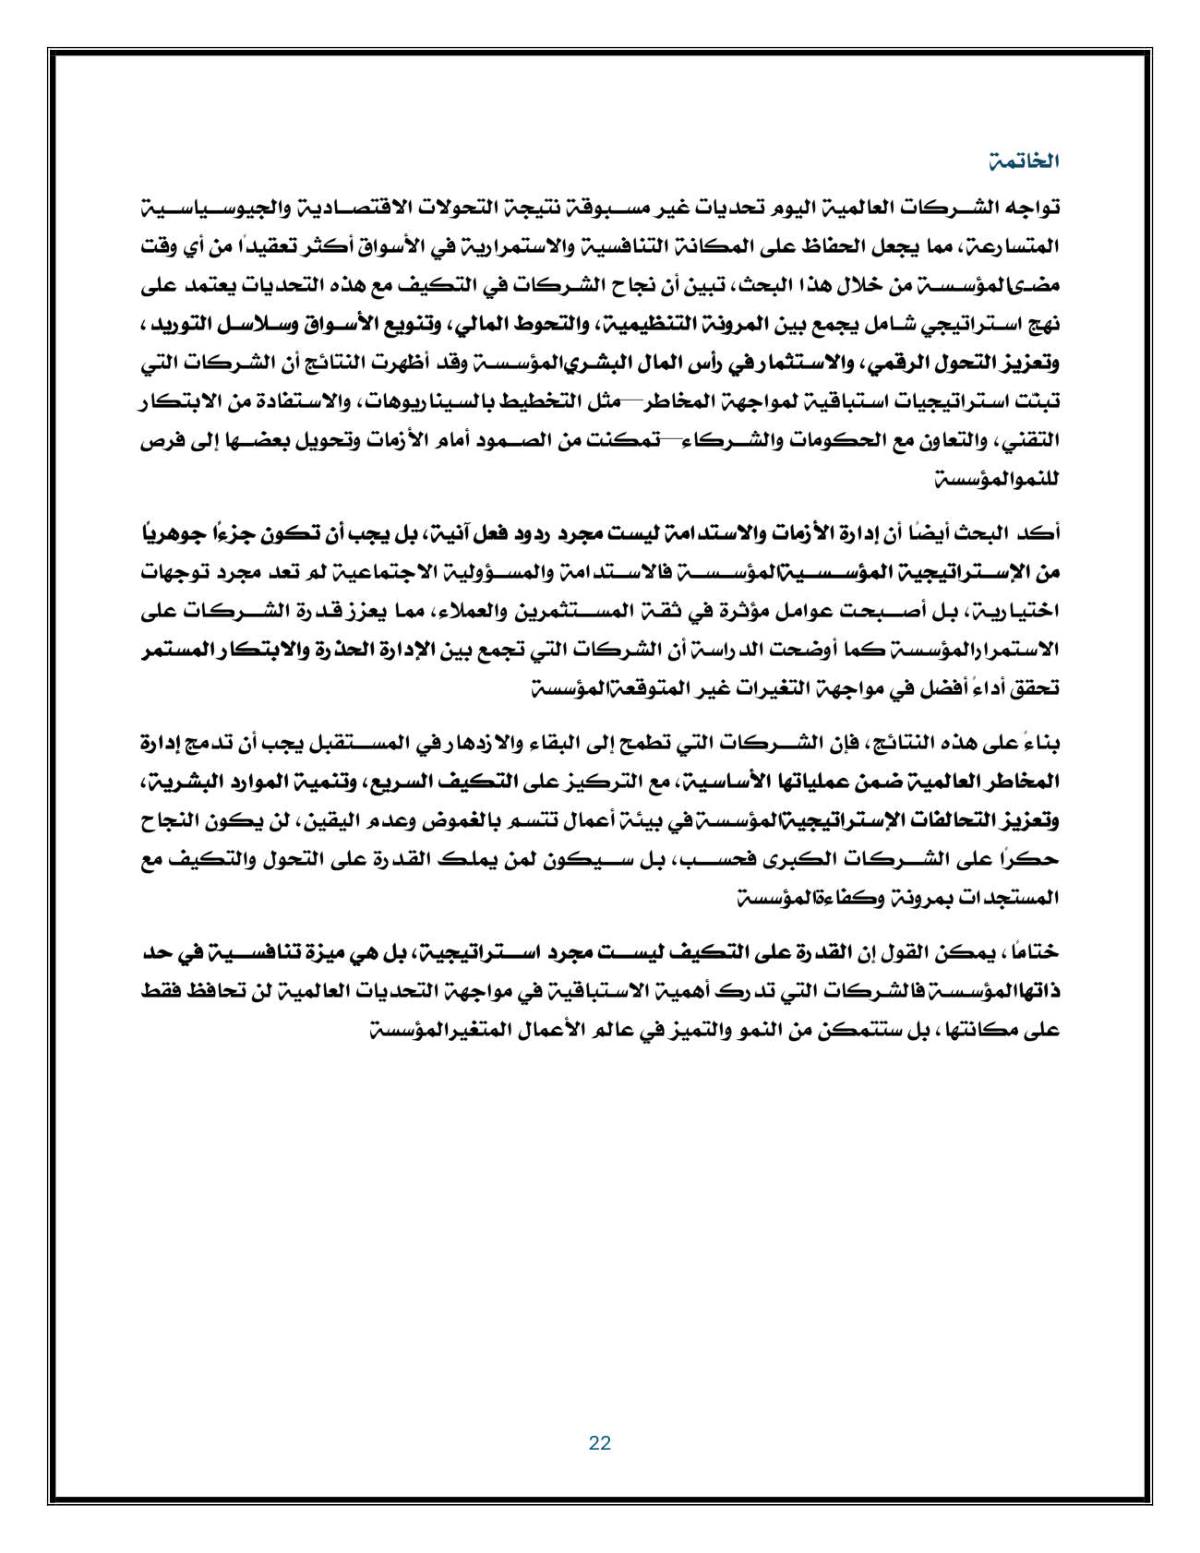 الخاتمة
تواجه الشركات العالمية اليوم تحديات غير مسبوقة نتيجة التحولات الاقتصادية والجيوسياسية
المتسارعة، مما يجعل الحفاظ على المكانة التنافسية والاستمرارية في الأسواق أكثر تعقيدًا من أي وقت
مضىالمؤسسة من خلال هذا البحث، تبين أن نجاح الشركات في التكيف مع هذه التحديات يعتمد على
نهج استراتيجي شامل يجمع بين المرونة التنظيمية، والتحوط المالي، وتنويع الأسواق وسلاسل التوريد،
وتعزيز التحول الرقمي، والاستثمار في رأس المال البشريالمؤسسة وقد أظهرت النتائج أن الشركات التي
تبنت استراتيجيات استباقية لمواجهة المخاطر—مثل التخطيط بالسيناريوهات، والاستفادة من الابتكار
التقني، والتعاون مع الحكومات والشركاء—تمكنت من الصمود أمام الأزمات وتحويل بعضها إلى فرص
للنموالمؤسسة
أكد البحث أيضًا أن إدارة الأزمات والاستدامة ليست مجرد ردود فعل آنية، بل يجب أن تكون جزءًا جوهريًا
من الإستراتيجية المؤسسيةالمؤسسة فالاستدامة والمسؤولية الاجتماعية لم تعد مجرد توجهات
اختيارية، بل أصبحت عوامل مؤثرة في ثقة المستثمرين والعملاء، مما يعزز قدرة الشركات على
الاستمرارالمؤسسة كما أوضحت الدراسة أن الشركات التي تجمع بين الإدارة الحذرة والابتكار المستمر
تحقق أداءً أفضل في مواجهة التغيرات غير المتوقعةالمؤسسة
بناءً على هذه النتائج، فإن الشركات التي تطمح إلى البقاء والازدهار في المستقبل يجب أن تدمج إدارة
المخاطر العالمية ضمن عملياتها الأساسية، مع التركيز على التكيف السريع، وتنمية الموارد البشرية،
وتعزيز التحالفات الإستراتيجيةالمؤسسة في بيئة أعمال تتسم بالغموض وعدم اليقين، لن يكون النجاح
حكرًا على الشركات الكبرى فحسب، بل سيكون لمن يملك القدرة على التحول والتكيف مع
المستجدات بمرونة وكفاءةالمؤسسة
ختامًا، يمكن القول إن القدرة على التكيف ليست مجرد استراتيجية، بل هي ميزة تنافسية في حد
ذاتهاالمؤسسة فالشركات التي تدرك أهمية الاستباقية في مواجهة التحديات العالمية لن تحافظ فقط
على مكانتها، بل ستتمكن من النمو والتميز في عالم الأعمال المتغيرالمؤسسة
22